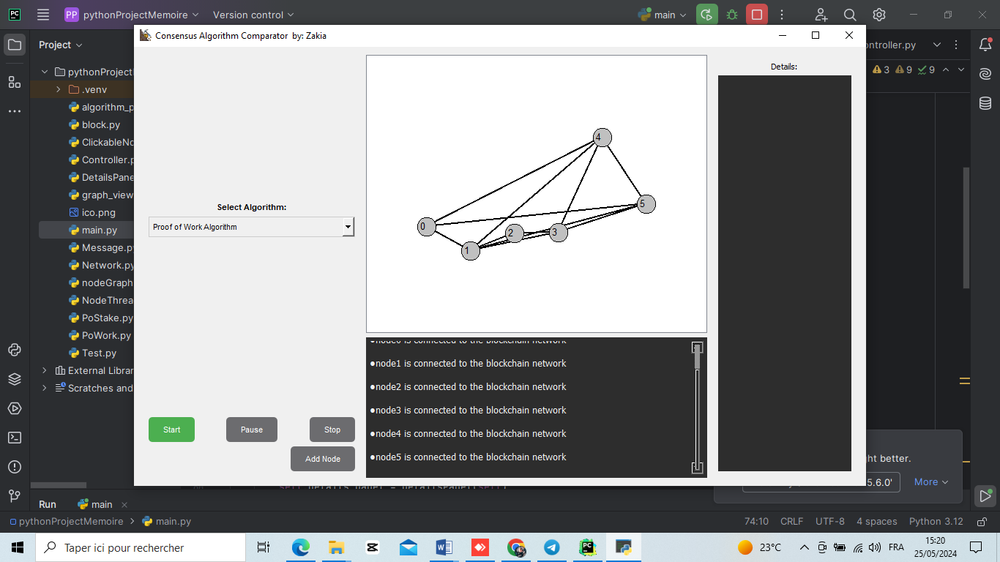 PC
PP pythonProjectMemoire
Version control
main
Consensus Algorithm Comparator by: Zakia
Project
ontroller.py
pythonProject
.venv
algorithm_p
block.py
ClickableNo
Controller.p
DetailsPane
graph_view
ico.png
main.py
Message.py
Network.py
nodeGraph
NodeThrea
PoStake.py
PoWork.py
Test.py
External Librar
Scratches and
3 9 9
Details:
4
5
0
2
3
1
Select Algorithm:
Proof of Work Algorithm
Start
Pause
Stop
Add Node
●node0 is connected to the blockchain network
●node1 is connected to the blockchain network
●node2 is connected to the blockchain network
●node3 is connected to the blockchain network
●node4 is connected to the blockchain network
●node5 is connected to the blockchain network
ght better.
5.6.0'
More
Run
main
pythonProjectMemoire > main.py
74:10
CRLF
UTF-8
4 spaces
Python 3.12
Taper ici pour rechercher
23°C
FRA
15:20
25/05/2024